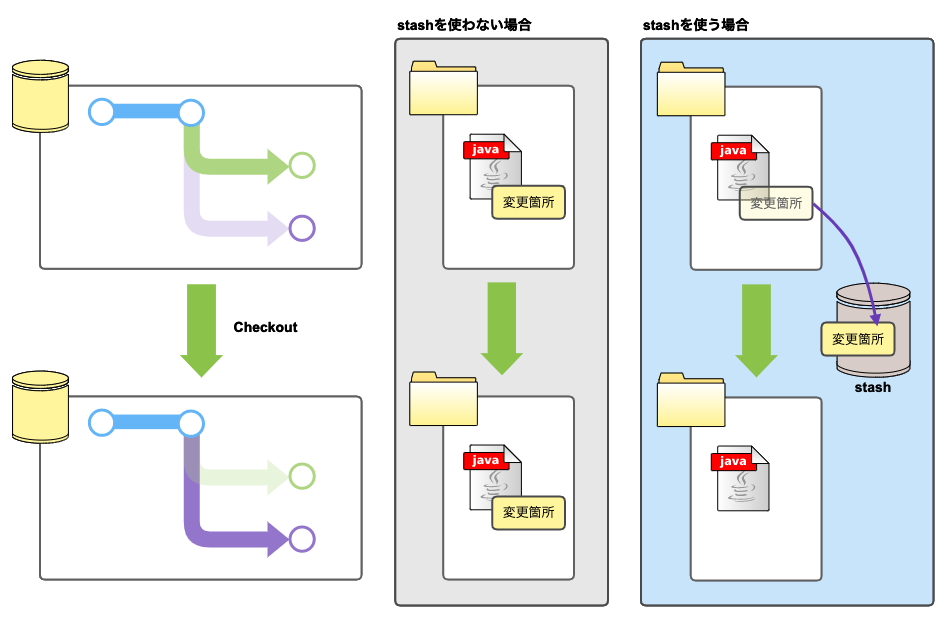 stashを使わない場合
stashを使う場合
java
変更箇所
java
変更箇所
Checkout
変更箇所
stash
java
変更箇所
java